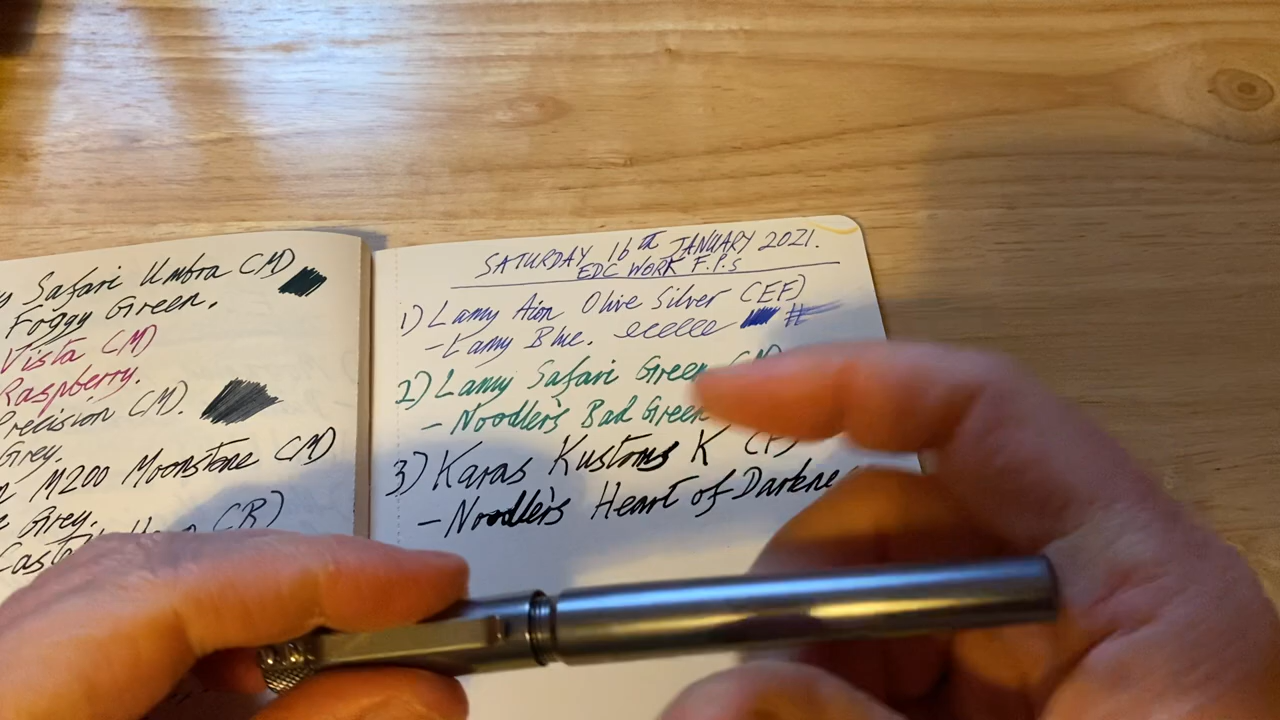 Safari Umbra (M)
Foggy Green.
Vista (M)
Raspberry.
Precision (M).
Grey.
M200 Moonstone (M)
Grey.
(B)
SATURDAY 16th JANUARY 2021.
EDC WORK F.P.s
1) Lamy Aion Olive Silver (EF)
- Lamy Blue. eeeeeee #
2) Lamy Safari Green
- Noodler's Bad Green
3) Karas Kustoms K (F)
- Noodler's Heart of Darkne